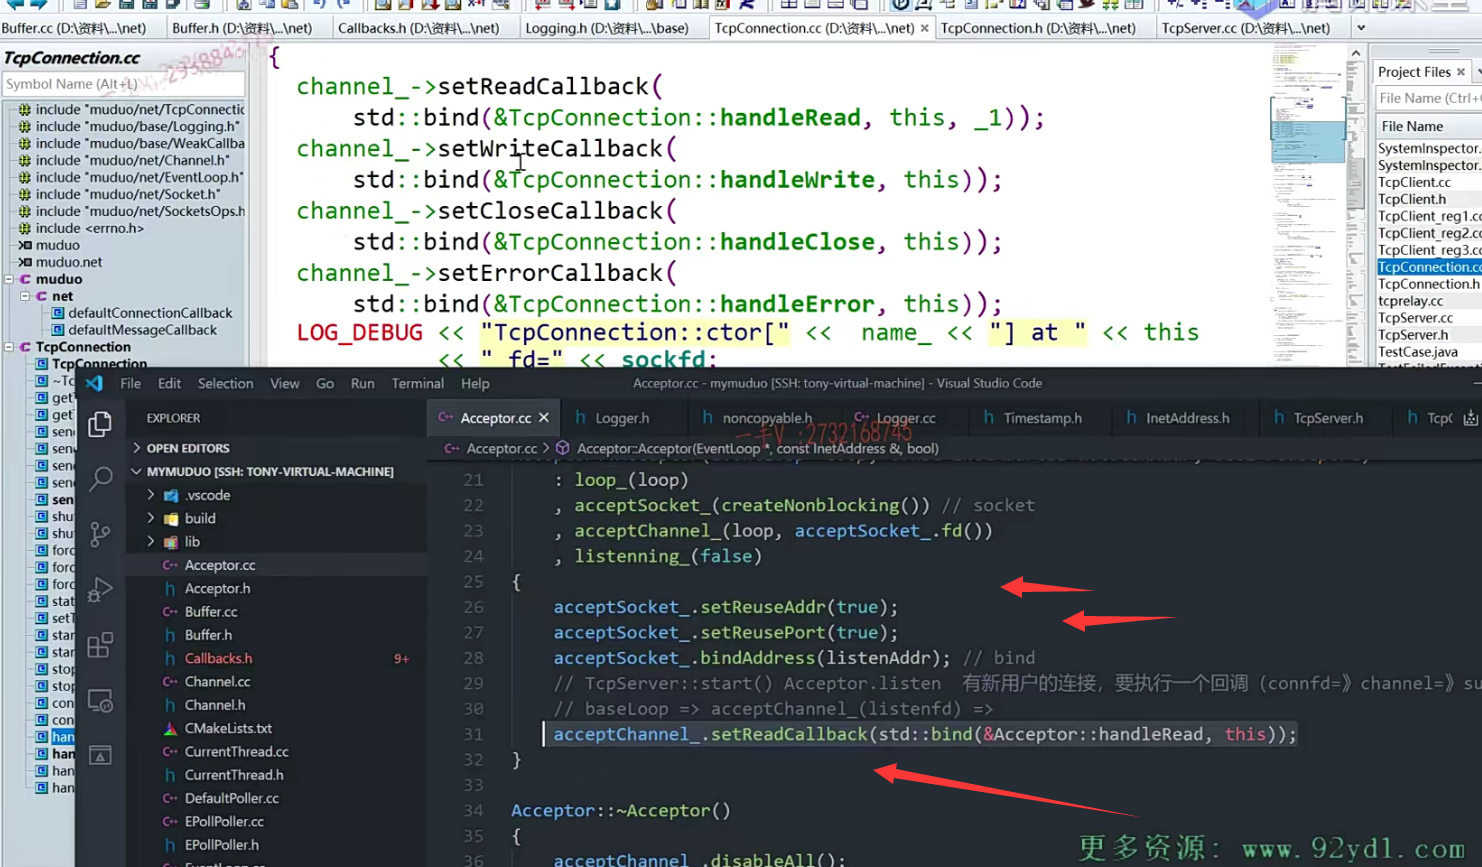 Buffer.cc (D:\资料\...\net)
Buffer.h (D:\资料\...\net)
Callbacks.h (D:\资料\...\net)
Logging.h (D:\资料\...\base)
TcpConnection.cc (D:\资料\...\net)
TcpConnection.h (D:\资料\...\net)
TcpServer.cc (D:\资料\...\net)
TcpConnection.cc
Symbol Name (Alt+L)
include "muduo/net/TcpConnectic
include "muduo/base/Logging.h"
include "muduo/base/WeakCallba
include "muduo/net/Channel.h"
include "muduo/net/EventLoop.h"
include "muduo/net/Socket.h"
include "muduo/net/SocketsOps.h
include <errno.h>
muduo
muduo.net
muduo
net
defaultConnectionCallback
defaultMessageCallback
TcpConnection
TcpConnection
~Tc
get
get
senc
senc
senc
senc
senc
senc
sen
senc
shut
shut
forc
forc
forc
stat
setT
star
star
stop
stop
con
con
han
han
han
han
{
channel_->setReadCallback(
std::bind(&TcpConnection::handleRead, this, _1));
channel_->setWriteCallback(
std::bind(&TcpConnection::handleWrite, this));
channel_->setCloseCallback(
std::bind(&TcpConnection::handleClose, this));
channel_->setErrorCallback(
std::bind(&TcpConnection::handleError, this));
LOG_DEBUG << "TcpConnection::ctor[" << name_ << "] at " << this
<< " fd=" << sockfd;
Project Files
File Name (Ctrl+
File Name
SystemInspector.
SystemInspector.
TcpClient.cc
TcpClient.h
TcpClient_reg1.cc
TcpClient_reg2.cc
TcpClient_reg3.cc
TcpConnection.cc
TcpConnection.h
tcprelay.cc
TcpServer.cc
TcpServer.h
TestCase.java
File Edit Selection View Go Run Terminal Help
Acceptor.cc - mymuduo [SSH: tony-virtual-machine] - Visual Studio Code
EXPLORER
OPEN EDITORS
MYMUDUO [SSH: TONY-VIRTUAL-MACHINE]
.vscode
build
lib
Acceptor.cc
Acceptor.h
Buffer.cc
Buffer.h
Callbacks.h 9+
Channel.cc
Channel.h
CMakeLists.txt
CurrentThread.cc
CurrentThread.h
DefaultPoller.cc
EPollPoller.cc
EPollPoller.h
Acceptor.cc
Logger.h
noncopyable.h
Logger.cc
Timestamp.h
InetAddress.h
TcpServer.h
TcpC
一手V :2732168745
Acceptor.cc > Acceptor::Acceptor(EventLoop *, const InetAddress &, bool)
21 : loop_(loop)
22 , acceptSocket_(createNonblocking()) // socket
23 , acceptChannel_(loop, acceptSocket_.fd())
24 , listenning_(false)
25 {
26 acceptSocket_.setReuseAddr(true);
27 acceptSocket_.setReusePort(true);
28 acceptSocket_.bindAddress(listenAddr); // bind
29 // TcpServer::start() Acceptor.listen 有新用户的连接，要执行一个回调（connfd=》channel=》su
30 // baseLoop => acceptChannel_(listenfd) =>
31 acceptChannel_.setReadCallback(std::bind(&Acceptor::handleRead, this));
32 }
33
34 Acceptor::~Acceptor()
35 {
36 acceptChannel_.disableAll();
更多资源: www.92ydl.com